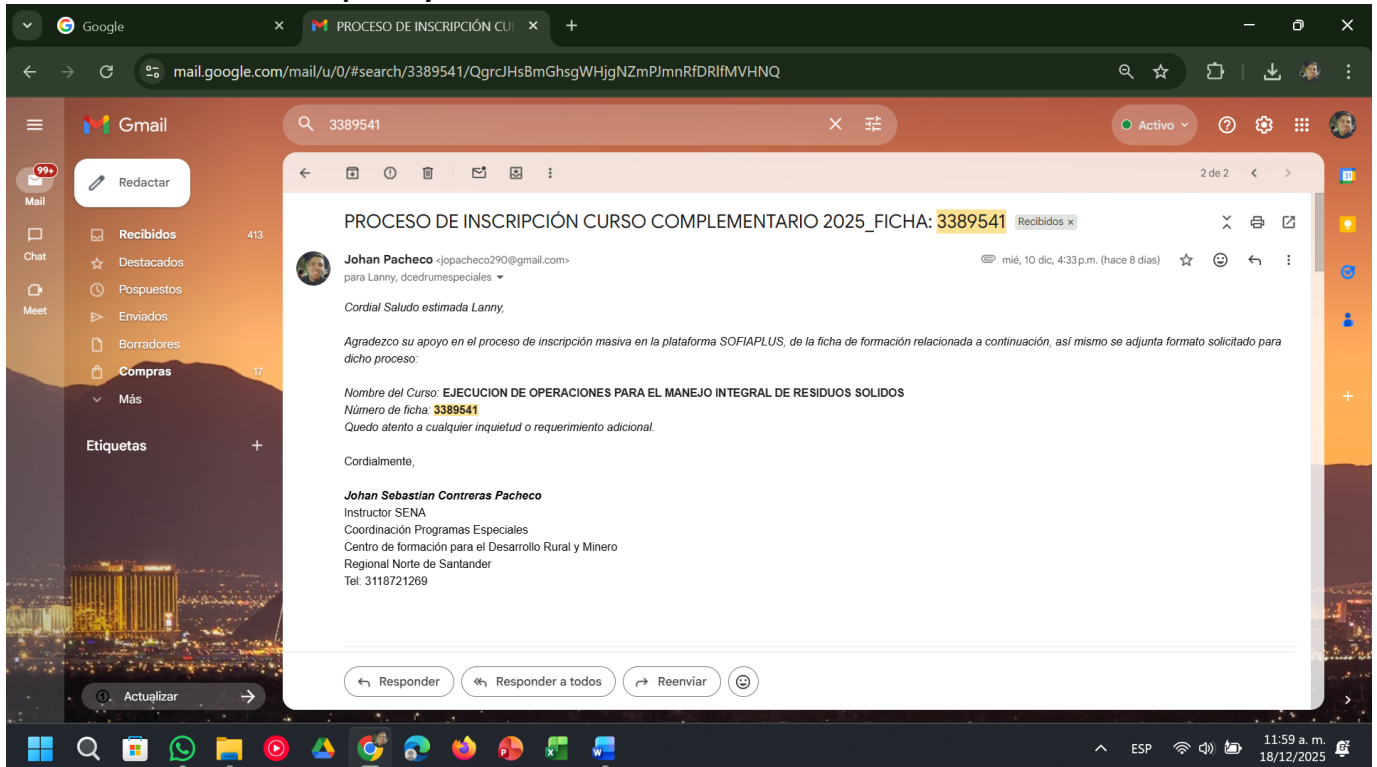 Google
PROCESO DE INSCRIPCIÓN CU
mail.google.com/mail/u/0/#search/3389541/QgrcJHsBmGhsgWHjgNZmPJmnRfDRlfMVHNQ
Gmail
3389541
Activo
99+
Mail
Chat
Meet
Redactar
Recibidos 413
Destacados
Pospuestos
Enviados
Borradores
Compras 17
Más
Etiquetas
Actualizar
2 de 2
31
PROCESO DE INSCRIPCIÓN CURSO COMPLEMENTARIO 2025_FICHA: 3389541 Recibidos ×
Johan Pacheco <jopacheco290@gmail.com> mié, 10 dic, 4:33 p.m. (hace 8 días)
para Lanny, dcedrumespeciales
Cordial Saludo estimada Lanny,
Agradezco su apoyo en el proceso de inscripción masiva en la plataforma SOFIAPLUS, de la ficha de formación relacionada a continuación, así mismo se adjunta formato solicitado para
dicho proceso:
Nombre del Curso: EJECUCION DE OPERACIONES PARA EL MANEJO INTEGRAL DE RESIDUOS SOLIDOS
Número de ficha: 3389541
Quedo atento a cualquier inquietud o requerimiento adicional.
Cordialmente,
Johan Sebastian Contreras Pacheco
Instructor SENA
Coordinación Programas Especiales
Centro de formación para el Desarrollo Rural y Minero
Regional Norte de Santander
Tel: 3118721269
Responder
Responder a todos
Reenviar
ESP
11:59 a. m.
18/12/2025